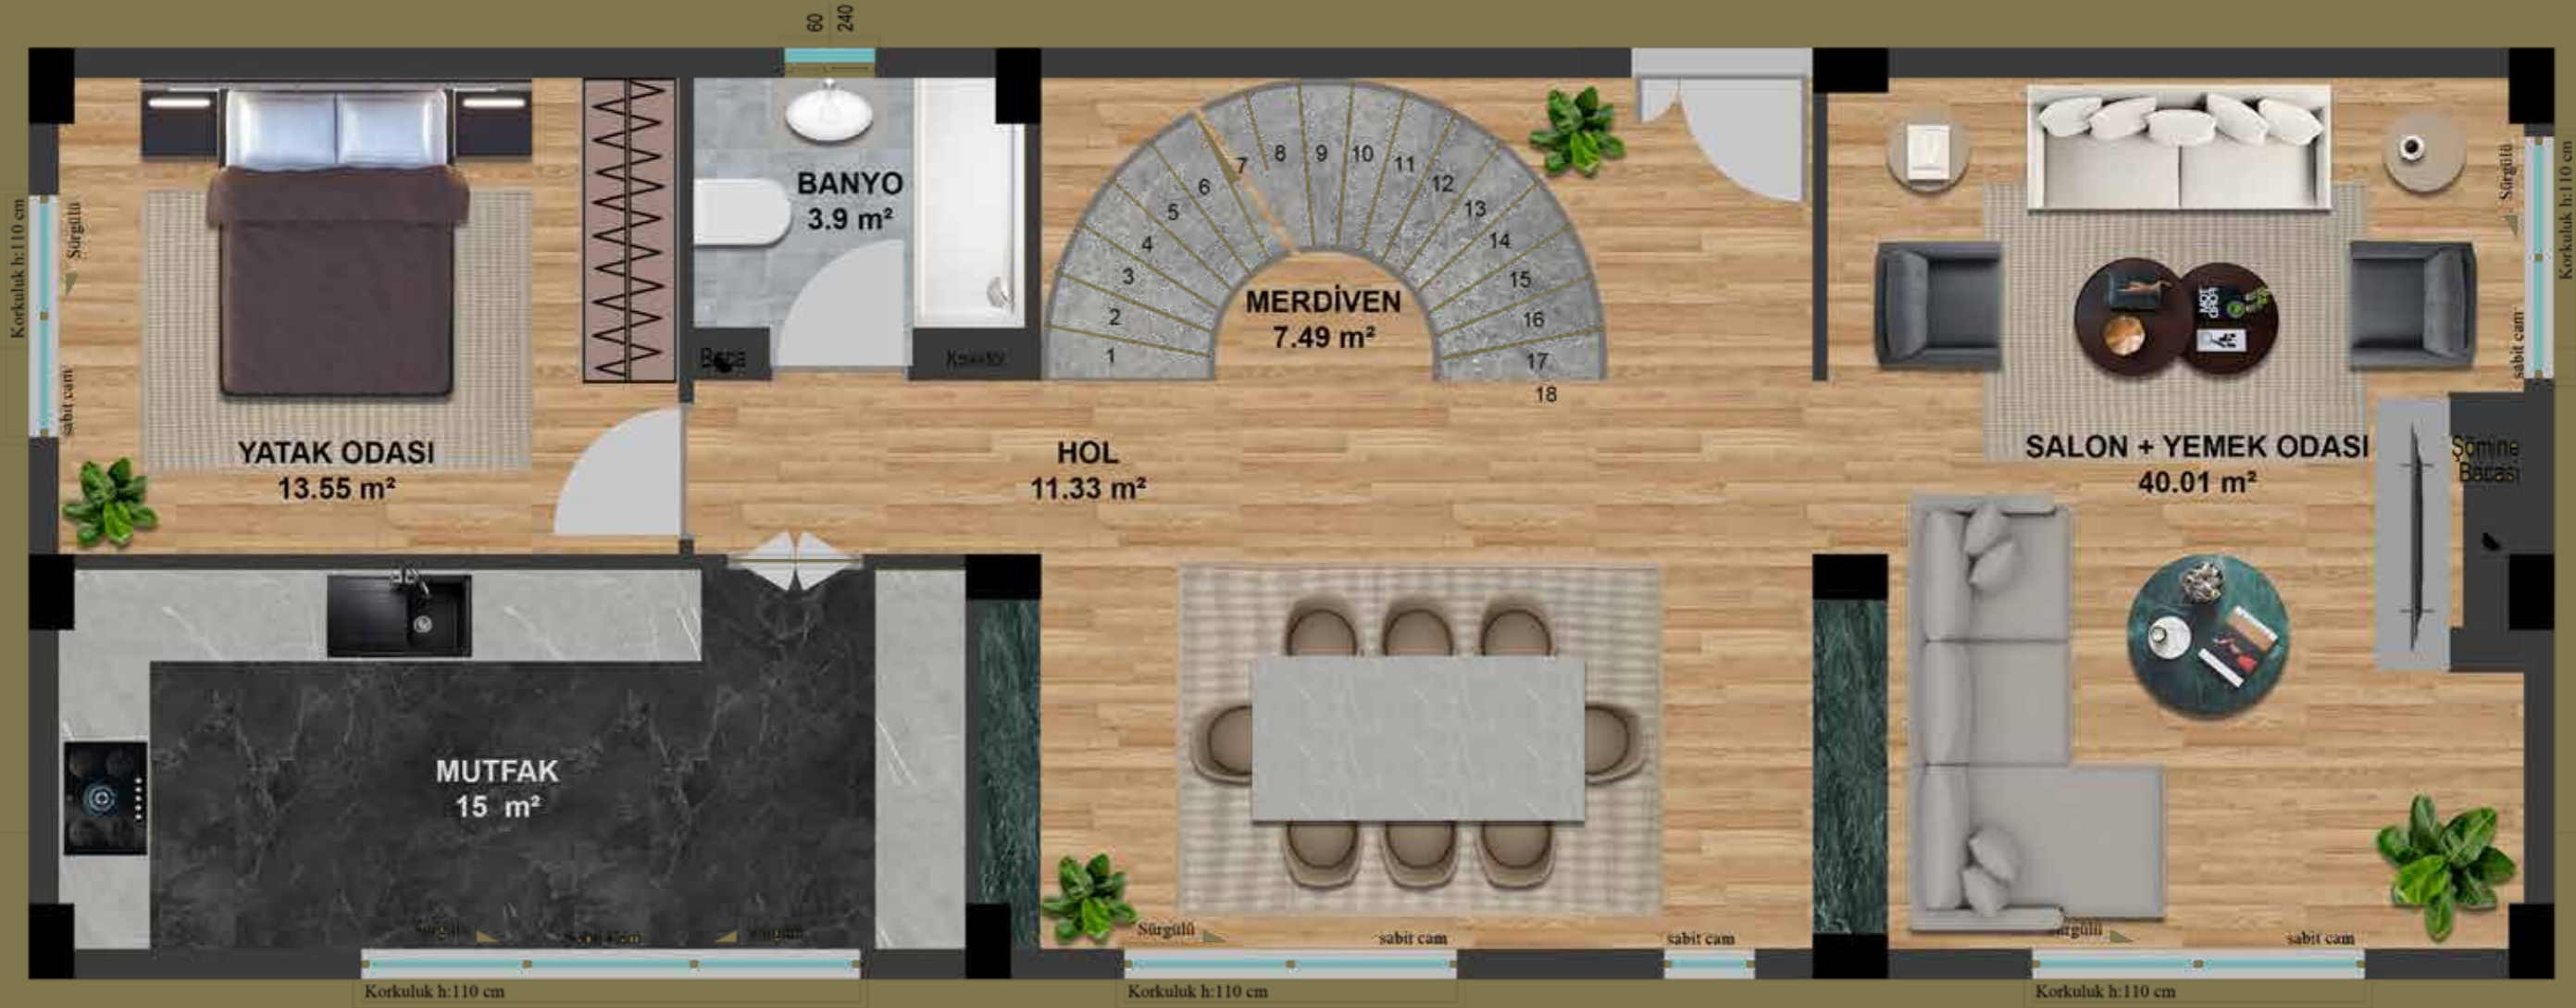 60
240
Korkuluk h:110 cm
Sürgülü
sabit cam
YATAK ODASI
13.55 m²
BANYO
3.9 m²
Baca
1
2
3
4
5
6
7
8
9
10
11
12
13
14
15
16
17
18
MERDİVEN
7.49 m²
HOL
11.33 m²
SALON + YEMEK ODASI
40.01 m²
Sürgülü
sabit cam
Korkuluk h:110 cm
Şömine
Bacası
MUTFAK
15 m²
Sürgülü
sabit cam
sabit cam
sabit cam
Korkuluk h:110 cm
Korkuluk h:110 cm
Korkuluk h:110 cm